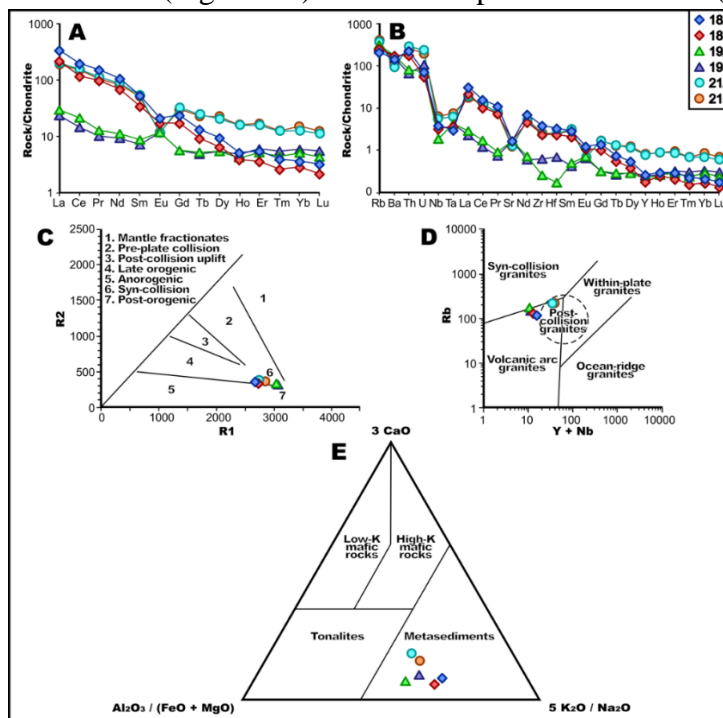 A
B
18
18
19
19
21
21
Rock/Chondrite
1000
100
10
1
La Ce Pr Nd Sm Eu Gd Tb Dy Ho Er Tm Yb Lu
Rock/Chondrite
1000
100
10
1
0
Rb Ba Th U Nb Ta La Ce Pr Sr Nd Zr Hf Sm Eu Gd Tb Dy Y Ho Er Tm Yb Lu
C
R2
2500
2000
1500
1000
500
0
1. Mantle fractionates
2. Pre-plate collision
3. Post-collision uplift
4. Late orogenic
5. Anorogenic
6. Syn-collision
7. Post-orogenic
1
2
3
4
5
6
7
0 1000 2000 3000 4000
R1
D
Rb
10000
1000
100
10
1
Syn-collision
granites
Within-plate
granites
Post-
collision
granites
Volcanic arc
granites
Ocean-ridge
granites
1 10 100 1000 10000
Y + Nb
E
3 CaO
Low-K
mafic
rocks
High-K
mafic
rocks
Tonalites
Metasediments
Al₂O₃ / (FeO + MgO)
5 K₂O / Na₂O